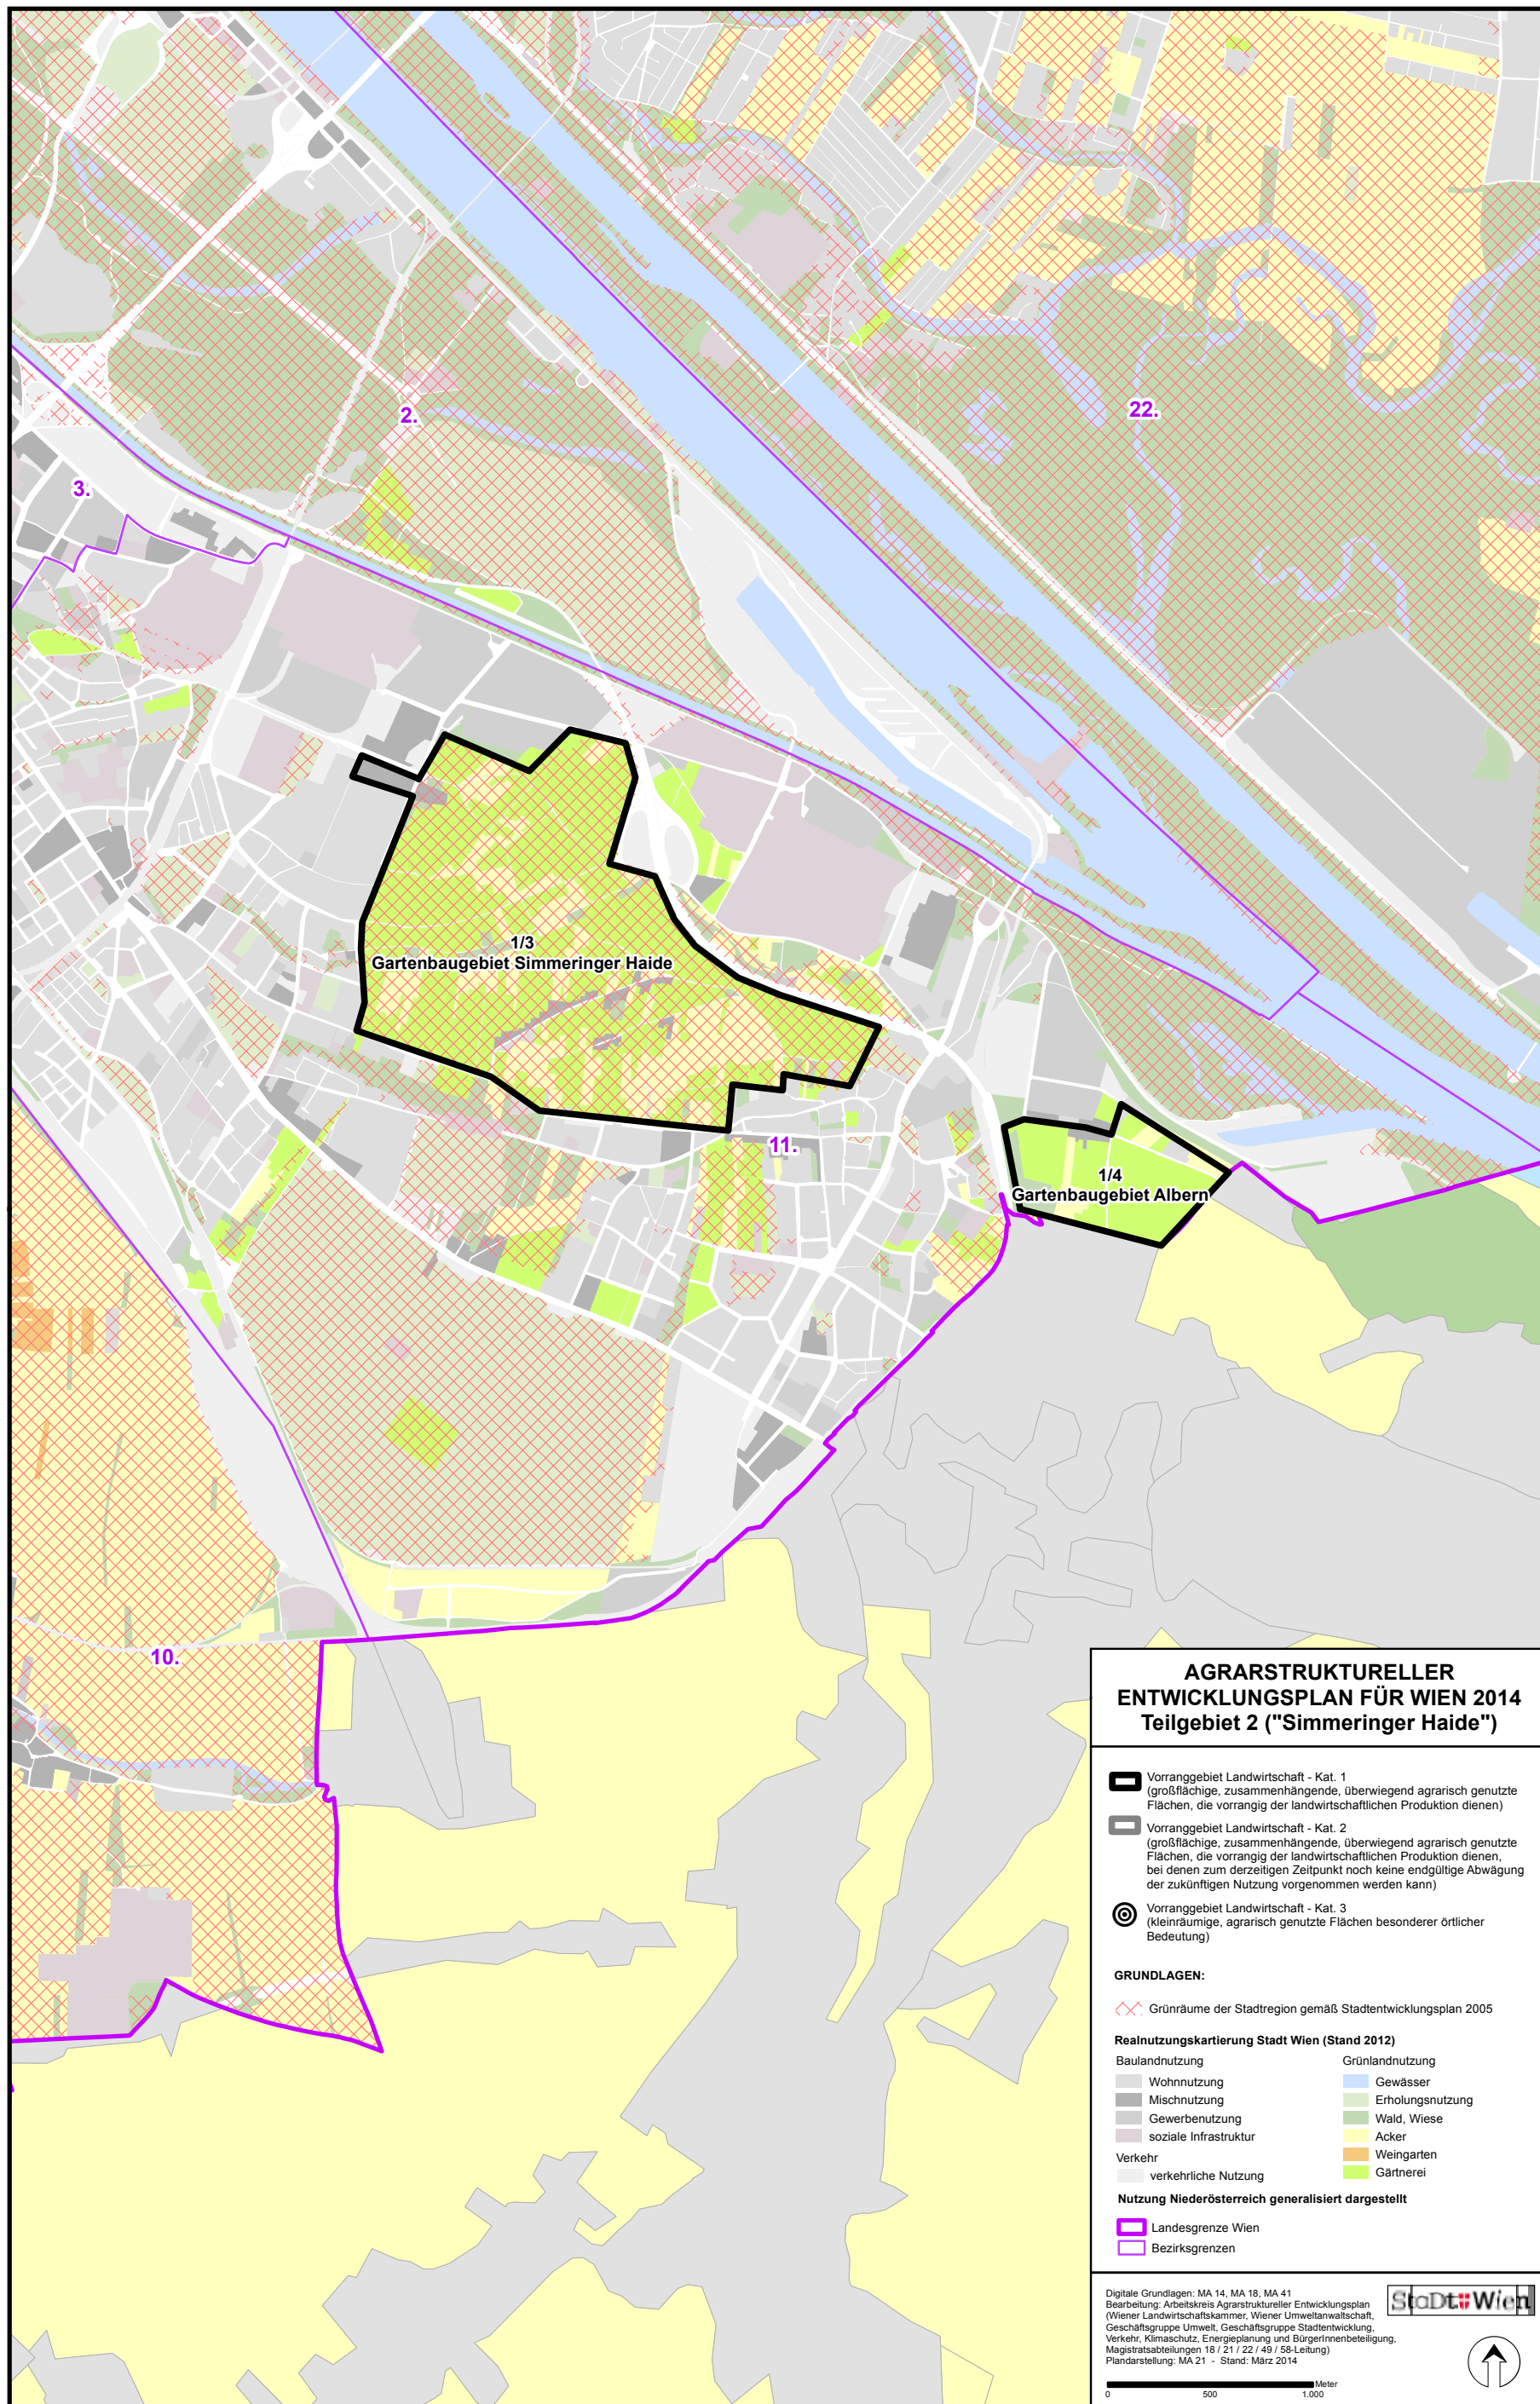 2.
22.
3.
1/3
Gartenbaugebiet Simmeringer Haide
11.
1/4
Gartenbaugebiet Albern
10.
AGRARSTRUKTURELLER
ENTWICKLUNGSPLAN FÜR WIEN 2014
Teilgebiet 2 ("Simmeringer Haide")
Vorranggebiet Landwirtschaft - Kat. 1
(großflächige, zusammenhängende, überwiegend agrarisch genutzte
Flächen, die vorrangig der landwirtschaftlichen Produktion dienen)
Vorranggebiet Landwirtschaft - Kat. 2
(großflächige, zusammenhängende, überwiegend agrarisch genutzte
Flächen, die vorrangig der landwirtschaftlichen Produktion dienen,
bei denen zum derzeitigen Zeitpunkt noch keine endgültige Abwägung
der zukünftigen Nutzung vorgenommen werden kann)
Vorranggebiet Landwirtschaft - Kat. 3
(kleinräumige, agrarisch genutzte Flächen besonderer örtlicher
Bedeutung)
GRUNDLAGEN:
Grünräume der Stadtregion gemäß Stadtentwicklungsplan 2005
Realnutzungskartierung Stadt Wien (Stand 2012)
Baulandnutzung
Wohnnutzung
Mischnutzung
Gewerbenutzung
soziale Infrastruktur
Verkehr
verkehrliche Nutzung
Grünlandnutzung
Gewässer
Erholungsnutzung
Wald, Wiese
Acker
Weingarten
Gärtnerei
Nutzung Niederösterreich generalisiert dargestellt
Landesgrenze Wien
Bezirksgrenzen
Digitale Grundlagen: MA 14, MA 18, MA 41
Bearbeitung: Arbeitskreis Agrarstruktureller Entwicklungsplan
(Wiener Landwirtschaftskammer, Wiener Umweltanwaltschaft,
Geschäftsgruppe Umwelt, Geschäftsgruppe Stadtentwicklung,
Verkehr, Klimaschutz, Energieplanung und BürgerInnenbeteiligung,
Magistratsabteilungen 18 / 21 / 22 / 49 / 58-Leitung)
Plandarstellung: MA 21 - Stand: März 2014
StaDt Wien
Meter
0 500 1.000